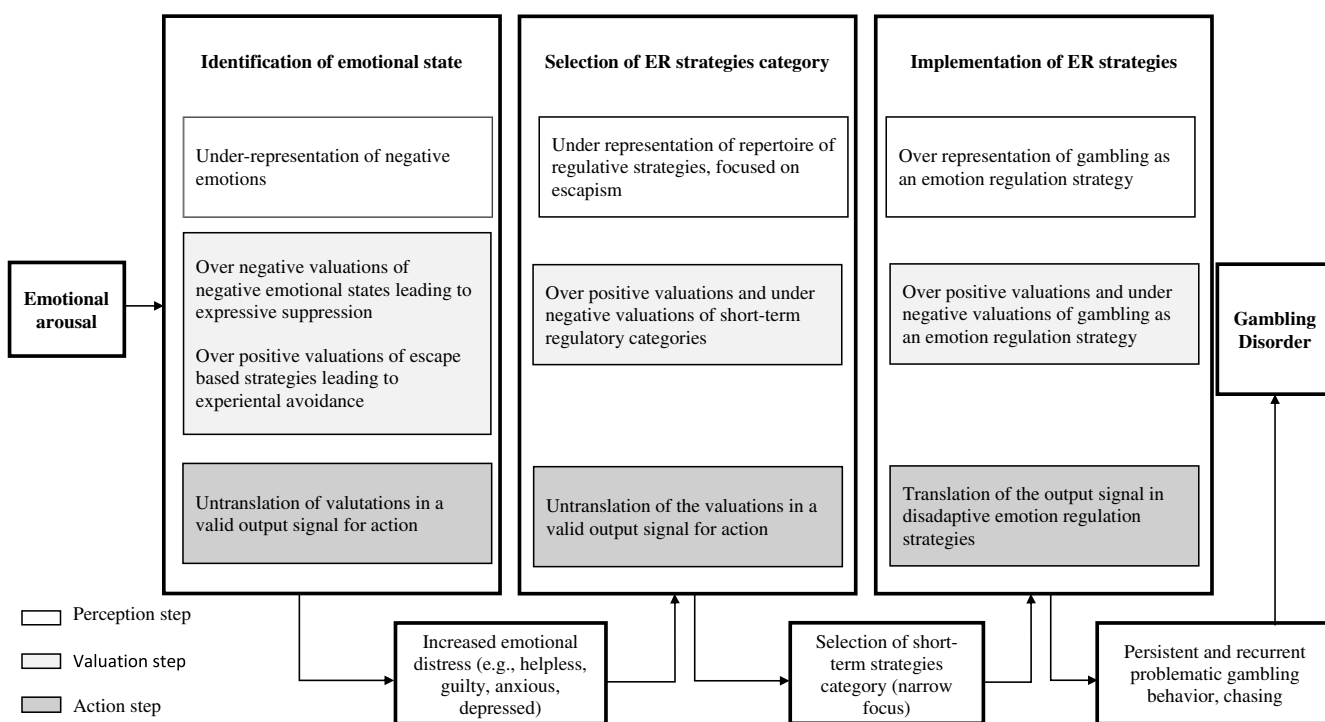 Identification of emotional state
Under-representation of negative
emotions
Over negative valuations of
negative emotional states leading to
expressive suppression
Over positive valuations of escape
based strategies leading to
experiental avoidance
Untranslation of valutations in a
valid output signal for action
Selection of ER strategies category
Under representation of repertoire of
regulative strategies, focused on
escapism
Over positive valuations and under
negative valuations of short-term
regulatory categories
Untranslation of the valuations in a
valid output signal for action
Implementation of ER strategies
Over representation of gambling as
an emotion regulation strategy
Over positive valuations and under
negative valuations of gambling as
an emotion regulation strategy
Translation of the output signal in
disadaptive emotion regulation
strategies
Emotional
arousal
Gambling
Disorder
Perception step
Valuation step
Action step
Increased emotional
distress (e.g., helpless,
guilty, anxious,
depressed)
Selection of short-
term strategies
category (narrow
focus)
Persistent and recurrent
problematic gambling
behavior, chasing